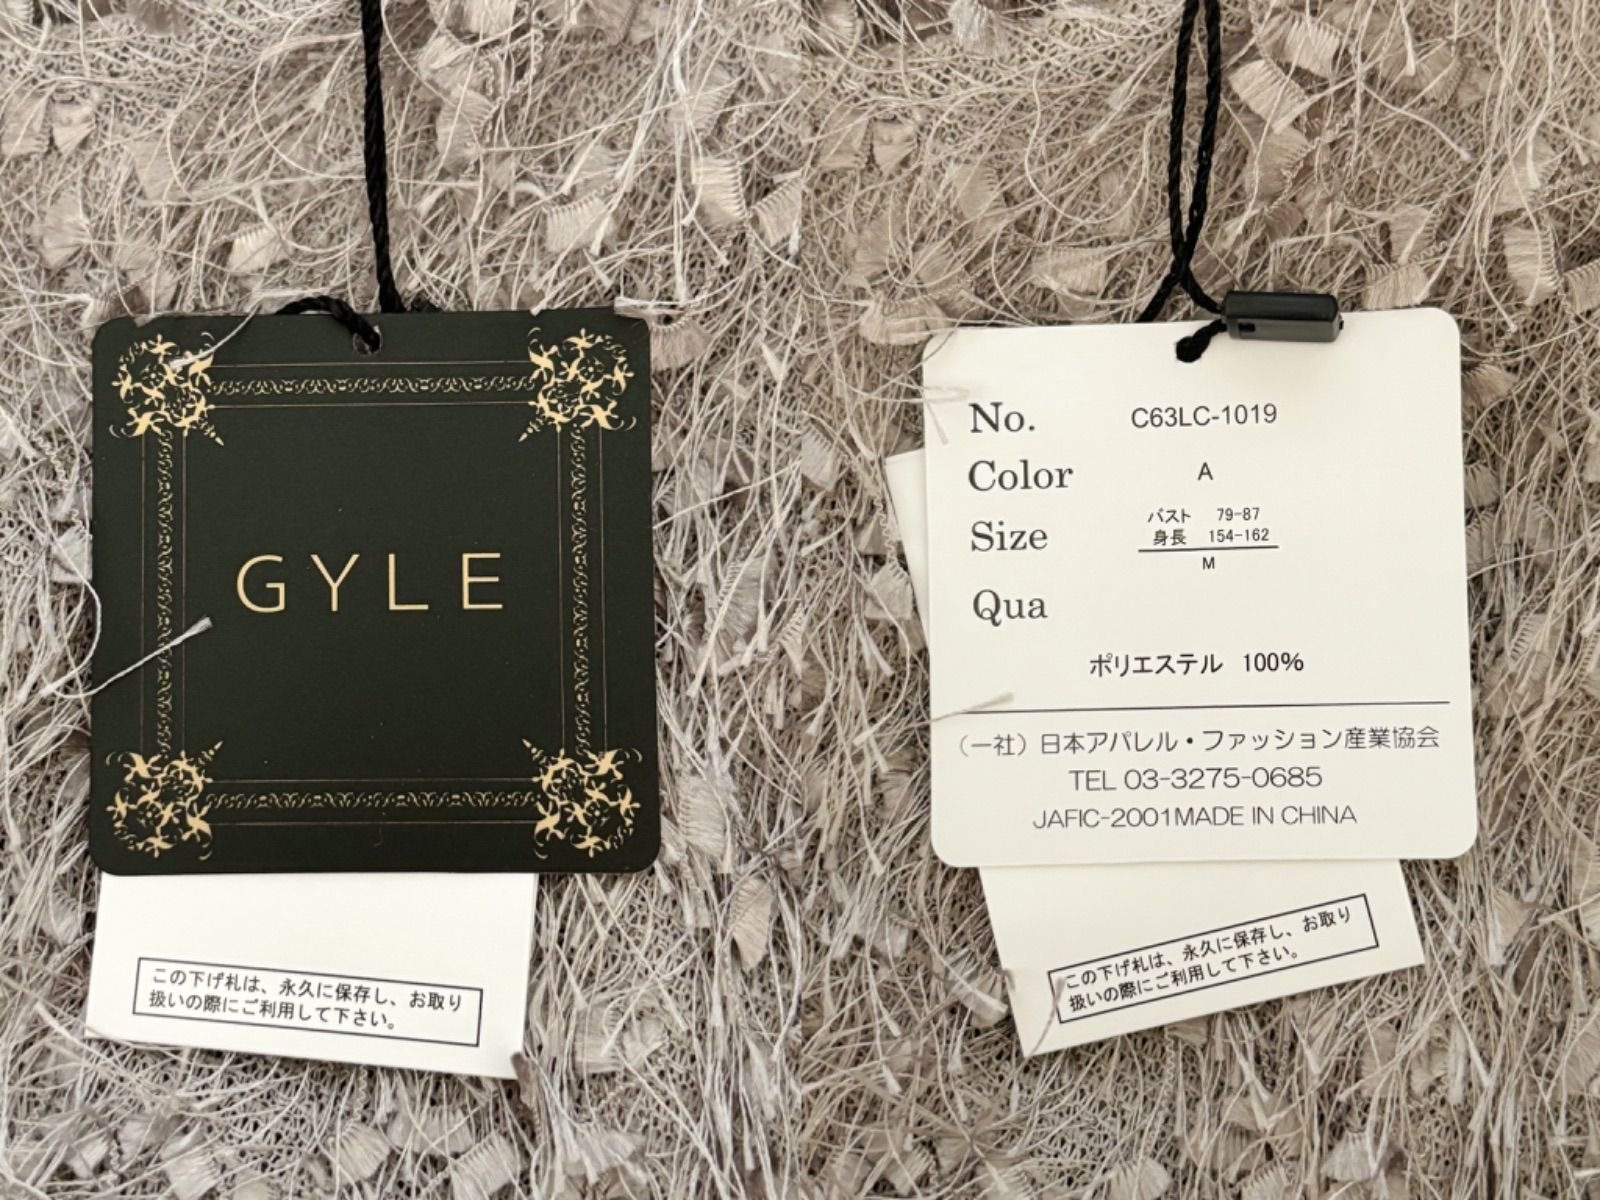 GYLE
この下げ札は、永久に保存し、お取り
扱いの際にご利用して下さい。
No. C63LC-1019
Color A
Size バスト 79-87
身長 154-162
M
Qua
ポリエステル 100%
(一社)日本アパレル・ファッション産業協会
TEL 03-3275-0685
JAFIC-2001MADE IN CHINA
この下げ札は、永久に保存し、お取り
扱いの際にご利用して下さい。